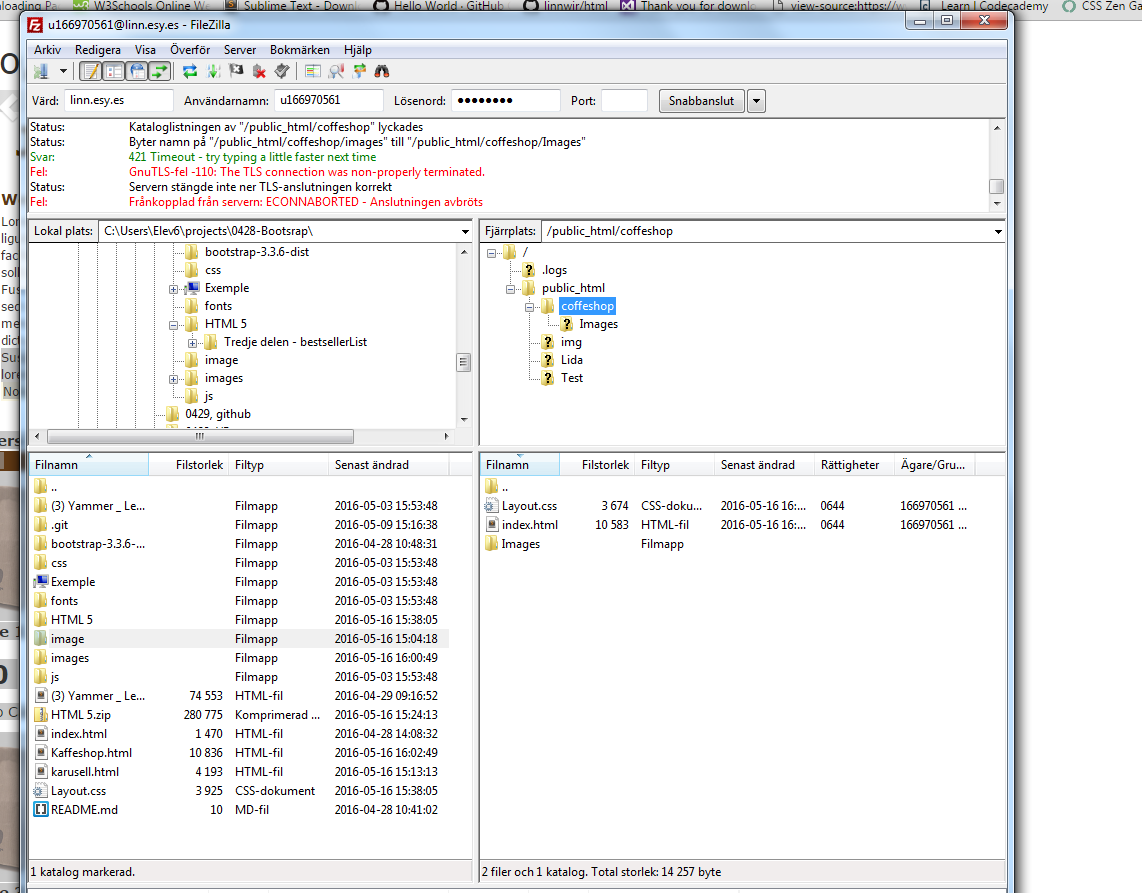 W3Schools Online W
Sublime Text - Downl
Hello World · GitHub
linnwir/html
Thank you for downlo
view-source:https://w
Learn | Codecademy
CSS Zen Ga
u166970561@linn.esy.es - FileZilla
Arkiv Redigera Visa Överför Server Bokmärken Hjälp
Värd: linn.esy.es Användarnamn: u166970561 Lösenord: ●●●●●●●● Port: Snabbanslut
Status: Kataloglistningen av "/public_html/coffeshop" lyckades
Status: Byter namn på "/public_html/coffeshop/images" till "/public_html/coffeshop/Images"
Svar: 421 Timeout - try typing a little faster next time
Fel: GnuTLS-fel -110: The TLS connection was non-properly terminated.
Status: Servern stängde inte ner TLS-anslutningen korrekt
Fel: Frånkopplad från servern: ECONNABORTED - Anslutningen avbröts
Lokal plats: C:\Users\Elev6\projects\0428-Bootsrap\
bootstrap-3.3.6-dist
css
Exemple
fonts
HTML 5
Tredje delen - bestsellerList
image
images
js
0429, github
Fjärrplats: /public_html/coffeshop
/
.logs
public_html
coffeshop
Images
img
Lida
Test
Filnamn Filstorlek Filtyp Senast ändrad
..
(3) Yammer _ Le... Filmapp 2016-05-03 15:53:48
.git Filmapp 2016-05-09 15:16:38
bootstrap-3.3.6-... Filmapp 2016-04-28 10:48:31
css Filmapp 2016-05-03 15:53:48
Exemple Filmapp 2016-05-03 15:53:48
fonts Filmapp 2016-05-03 15:53:48
HTML 5 Filmapp 2016-05-16 15:38:05
image Filmapp 2016-05-16 15:04:18
images Filmapp 2016-05-16 16:00:49
js Filmapp 2016-05-03 15:53:48
(3) Yammer _ Le... 74 553 HTML-fil 2016-04-29 09:16:52
HTML 5.zip 280 775 Komprimerad ... 2016-05-16 15:24:13
index.html 1 470 HTML-fil 2016-04-28 14:08:32
Kaffeshop.html 10 836 HTML-fil 2016-05-16 16:02:49
karusell.html 4 193 HTML-fil 2016-05-16 15:13:13
Layout.css 3 925 CSS-dokument 2016-05-16 15:38:05
README.md 10 MD-fil 2016-04-28 10:41:02
1 katalog markerad.
Filnamn Filstorlek Filtyp Senast ändrad Rättigheter Ägare/Gru...
..
Layout.css 3 674 CSS-doku... 2016-05-16 16:... 0644 166970561 ...
index.html 10 583 HTML-fil 2016-05-16 16:... 0644 166970561 ...
Images Filmapp
2 filer och 1 katalog. Total storlek: 14 257 byte